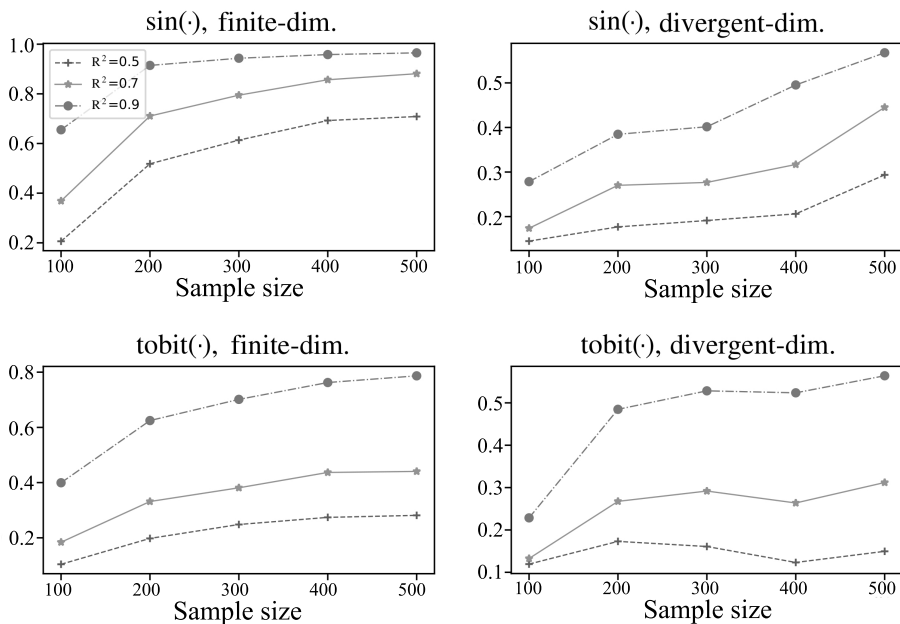 sin(·), finite-dim.
1.0
0.8
0.6
0.4
0.2
R²=0.5
R²=0.7
R²=0.9
100 200 300 400 500
Sample size
sin(·), divergent-dim.
0.5
0.4
0.3
0.2
100 200 300 400 500
Sample size
tobit(·), finite-dim.
0.8
0.6
0.4
0.2
100 200 300 400 500
Sample size
tobit(·), divergent-dim.
0.5
0.4
0.3
0.2
0.1
100 200 300 400 500
Sample size